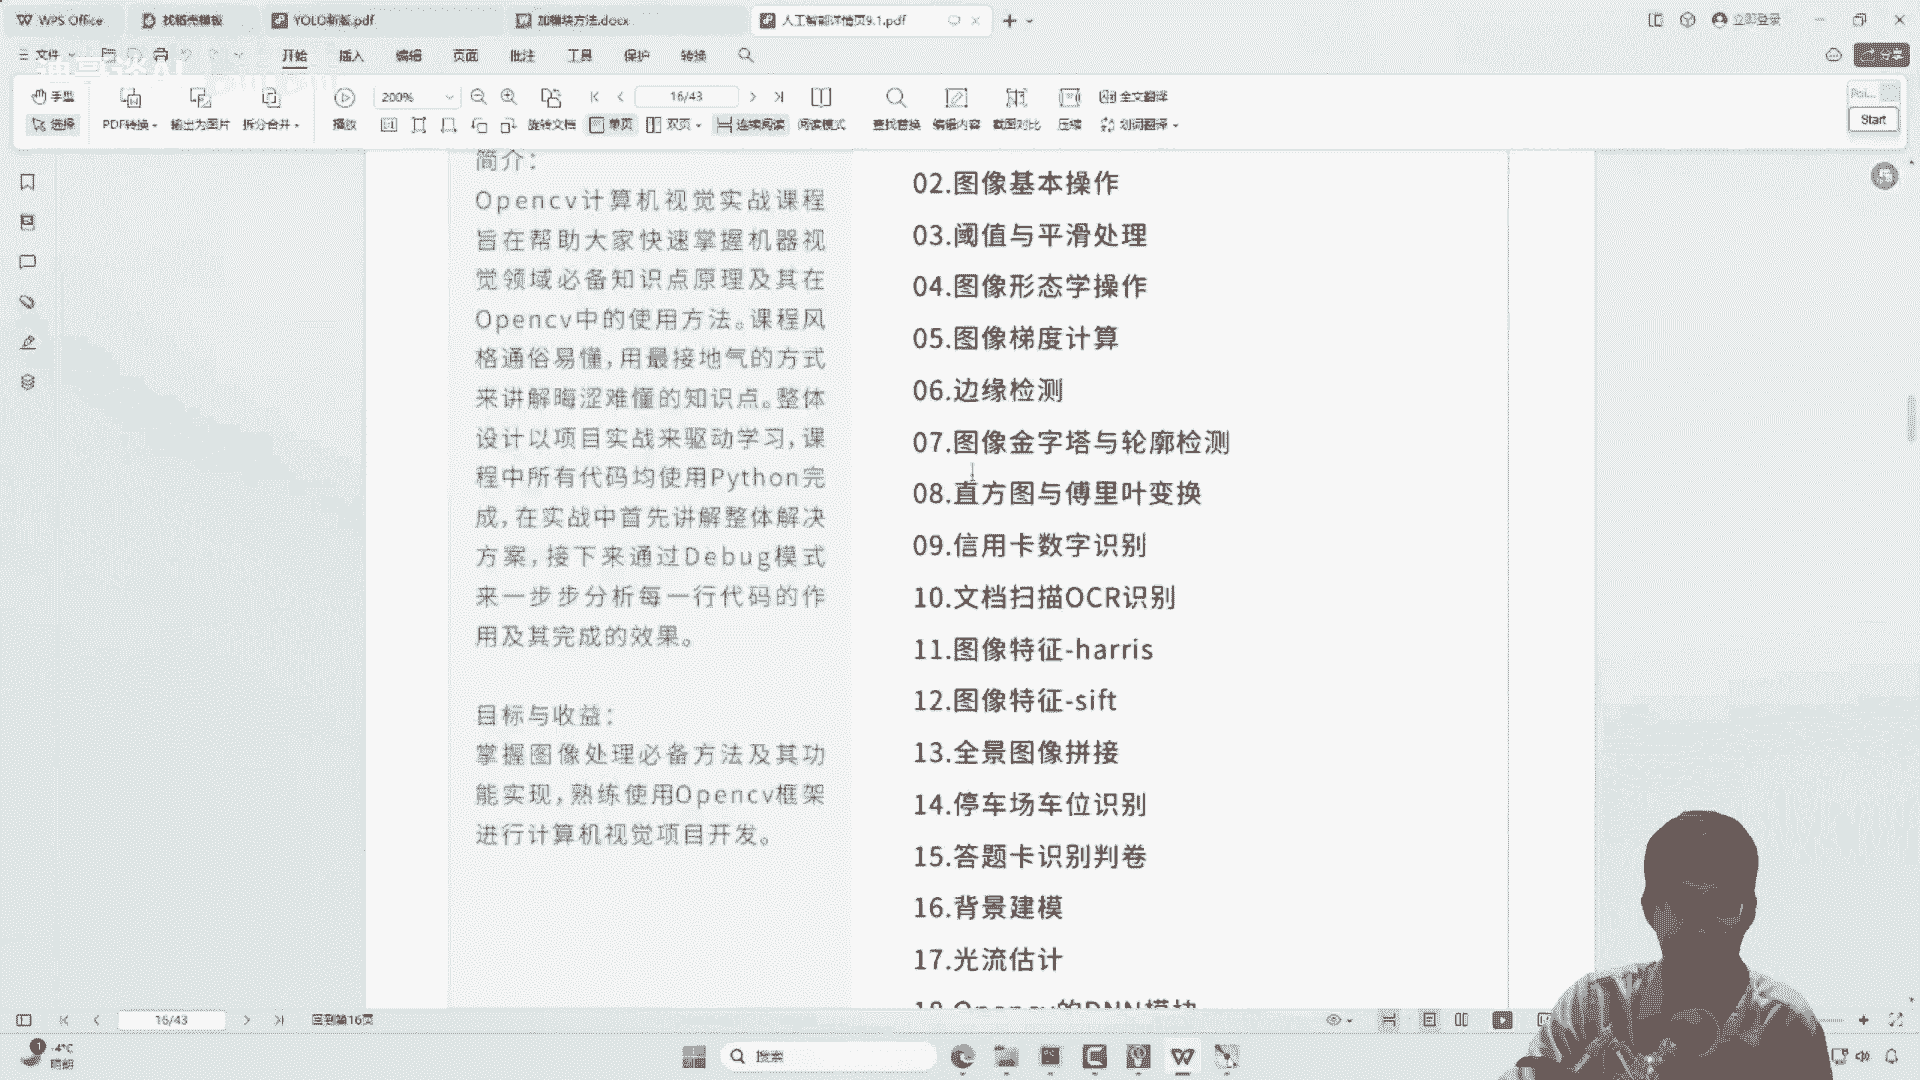 WPS Office
找稻壳模板
YOLO新版.pdf
加模块方法.docx
人工智能详情页9.1.pdf
立即登录
文件
开始
插入
编辑
页面
批注
工具
保护
转换
分享
手型
200%
16/43
全文翻译
Start
选择
PDF转换
输出为图片
拆分合并
播放
旋转文档
单页
双页
连续阅读
阅读模式
查找替换
编辑内容
截图对比
压缩
划词翻译
简介：
Opencv计算机视觉实战课程
旨在帮助大家快速掌握机器视
觉领域必备知识点原理及其在
Opencv中的使用方法。课程风
格通俗易懂，用最接地气的方式
来讲解晦涩难懂的知识点。整体
设计以项目实战来驱动学习，课
程中所有代码均使用Python完
成，在实战中首先讲解整体解决
方案，接下来通过Debug模式
来一步步分析每一行代码的作
用及其完成的效果。
目标与收益：
掌握图像处理必备方法及其功
能实现，熟练使用Opencv框架
进行计算机视觉项目开发。
02.图像基本操作
03.阈值与平滑处理
04.图像形态学操作
05.图像梯度计算
06.边缘检测
07.图像金字塔与轮廓检测
08.直方图与傅里叶变换
09.信用卡数字识别
10.文档扫描OCR识别
11.图像特征-harris
12.图像特征-sift
13.全景图像拼接
14.停车场车位识别
15.答题卡识别判卷
16.背景建模
17.光流估计
18.Opencv的DNN模块
16/43
回到第16页
-4°C
晴朗
搜索